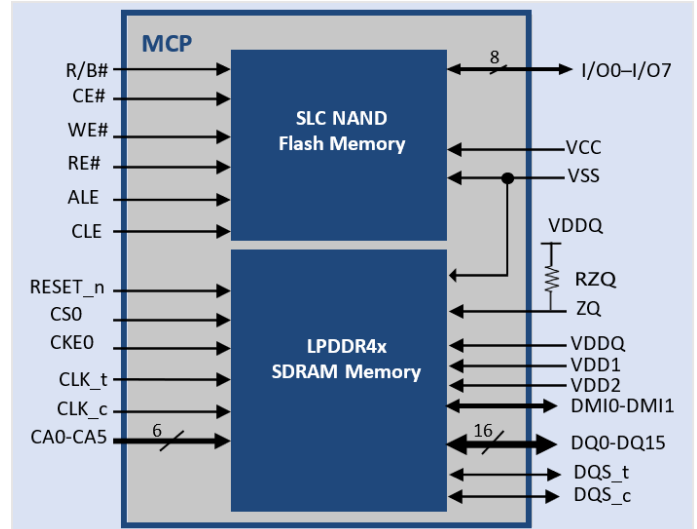 MCP
R/B#
CE#
WE#
RE#
ALE
CLE
SLC NAND
Flash Memory
8
I/O0–I/O7
VCC
VSS
VDDQ
RZQ
ZQ
RESET_n
CS0
CKE0
CLK_t
CLK_c
CA0-CA5
6
LPDDR4x
SDRAM Memory
VDDQ
VDD1
VDD2
DMI0-DMI1
16
DQ0-DQ15
DQS_t
DQS_c